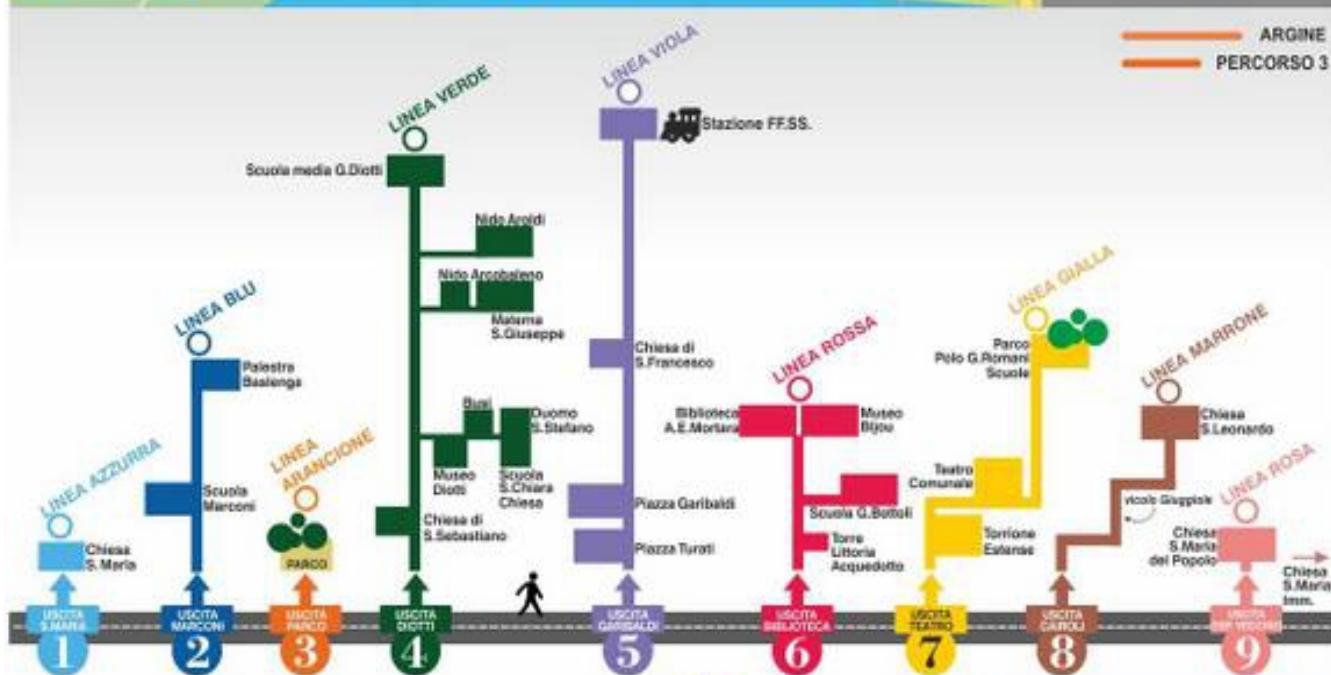 ARGINE
PERCORSO 3
LINEA AZZURRA
Chiesa
S. Maria
USCITA
S.MARIA
1
LINEA BLU
Palestra
Baslenga
Scuola
Marconi
USCITA
MARCONI
2
LINEA
ARANCIONE
PARCO
USCITA
PARCO
3
LINEA VERDE
Scuola media G.Diotti
Nido Aroldi
Nido Arcobaleno
Materna
S.Giuseppe
Busi
Duomo
S.Stefano
Museo
Diotti
Scuola
S.Chiara
Chiesa
Chiesa di
S.Sebastiano
USCITA
DIOTTI
4
LINEA VIOLA
Stazione FF.SS.
Chiesa di
S.Francesco
Piazza Garibaldi
Piazza Turati
USCITA
GARIBALDI
5
LINEA ROSSA
Biblioteca
A.E.Mortara
Museo
Bijou
Scuola G.Bottoli
Torre
Littoria
Acquedotto
USCITA
BIBLIOTECA
6
LINEA GIALLA
Parco
Polo G.Romani
Scuole
Teatro
Comunale
Torrione
Estense
USCITA
TEATRO
7
LINEA MARRONE
Chiesa
S.Leonardo
vicolo Giuggiole
USCITA
CAIROLI
8
LINEA ROSA
Chiesa
S.Maria
del Popolo
Chiesa
S.Maria
Imm.
USCITA
9